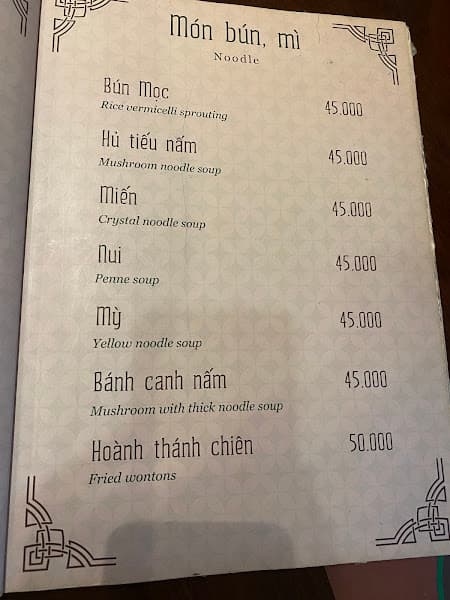 Món bún, mì
Noodle
Bún Mọc 45.000
Rice vermicelli sprouting
Hủ tiếu nấm 45.000
Mushroom noodle soup
Miến 45.000
Crystal noodle soup
Nui 45.000
Penne soup
Mỳ 45.000
Yellow noodle soup
Bánh canh nấm 45.000
Mushroom with thick noodle soup
Hoành thánh chiên 50.000
Fried wontons